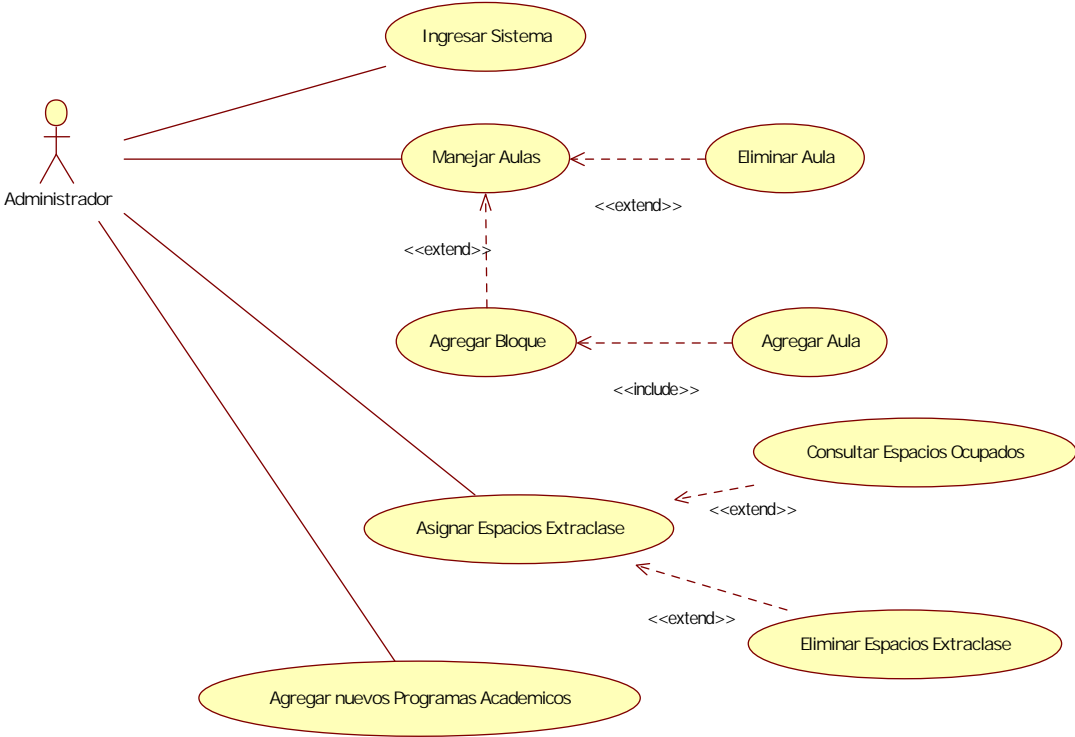 Ingresar Sistema
Manejar Aulas
Eliminar Aula
Administrador
<<extend>>
<<extend>>
Agregar Bloque
Agregar Aula
<<include>>
Consultar Espacios Ocupados
<<extend>>
Asignar Espacios Extraclase
<<extend>>
Eliminar Espacios Extraclase
Agregar nuevos Programas Academicos